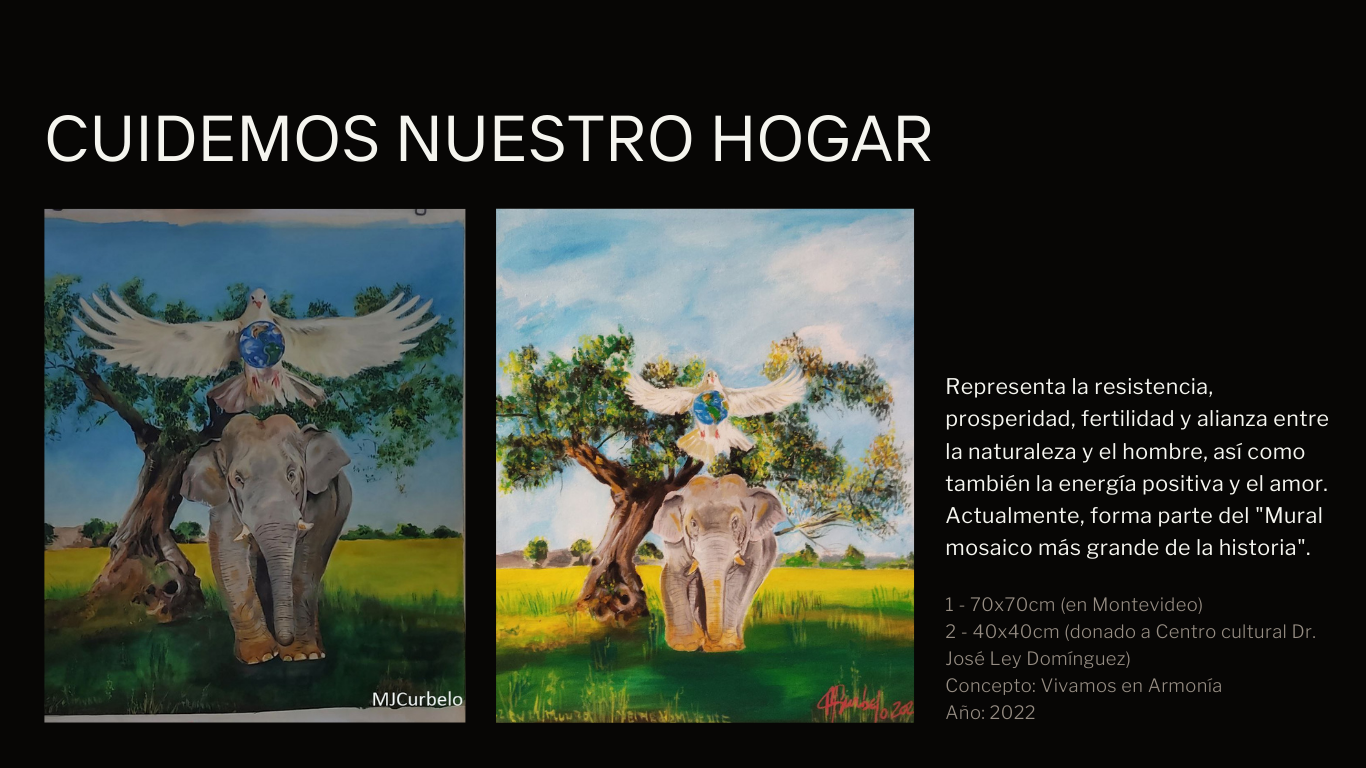 CUIDEMOS NUESTRO HOGAR
Representa la resistencia,
prosperidad, fertilidad y alianza entre
la naturaleza y el hombre, así como
también la energía positiva y el amor.
Actualmente, forma parte del "Mural
mosaico más grande de la historia".
1 - 70x70cm (en Montevideo)
2 - 40x40cm (donado a Centro cultural Dr.
José Ley Domínguez)
Concepto: Vivamos en Armonía
Año: 2022
MJCurbelo